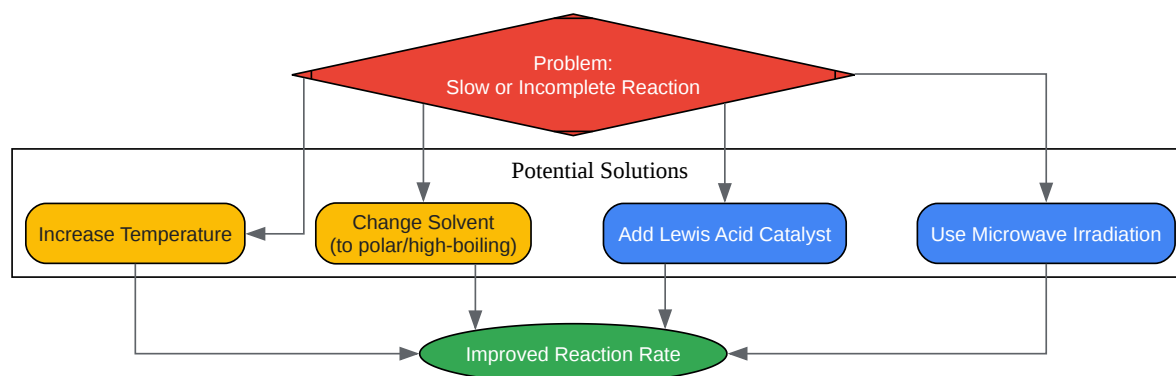 Problem:
Slow or Incomplete Reaction
Potential Solutions
Increase Temperature
Change Solvent
(to polar/high-boiling)
Add Lewis Acid Catalyst
Use Microwave Irradiation
Improved Reaction Rate